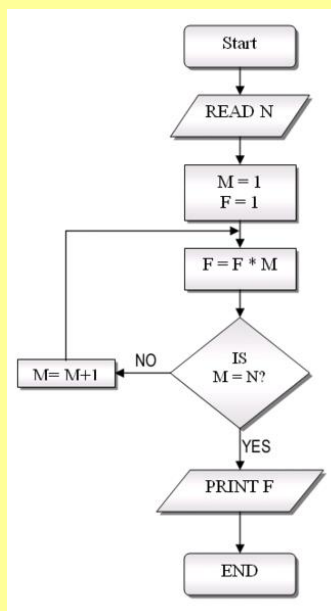 Start
READ N
M = 1
F = 1
F = F * M
IS
M = N?
NO
M= M+1
YES
PRINT F
END